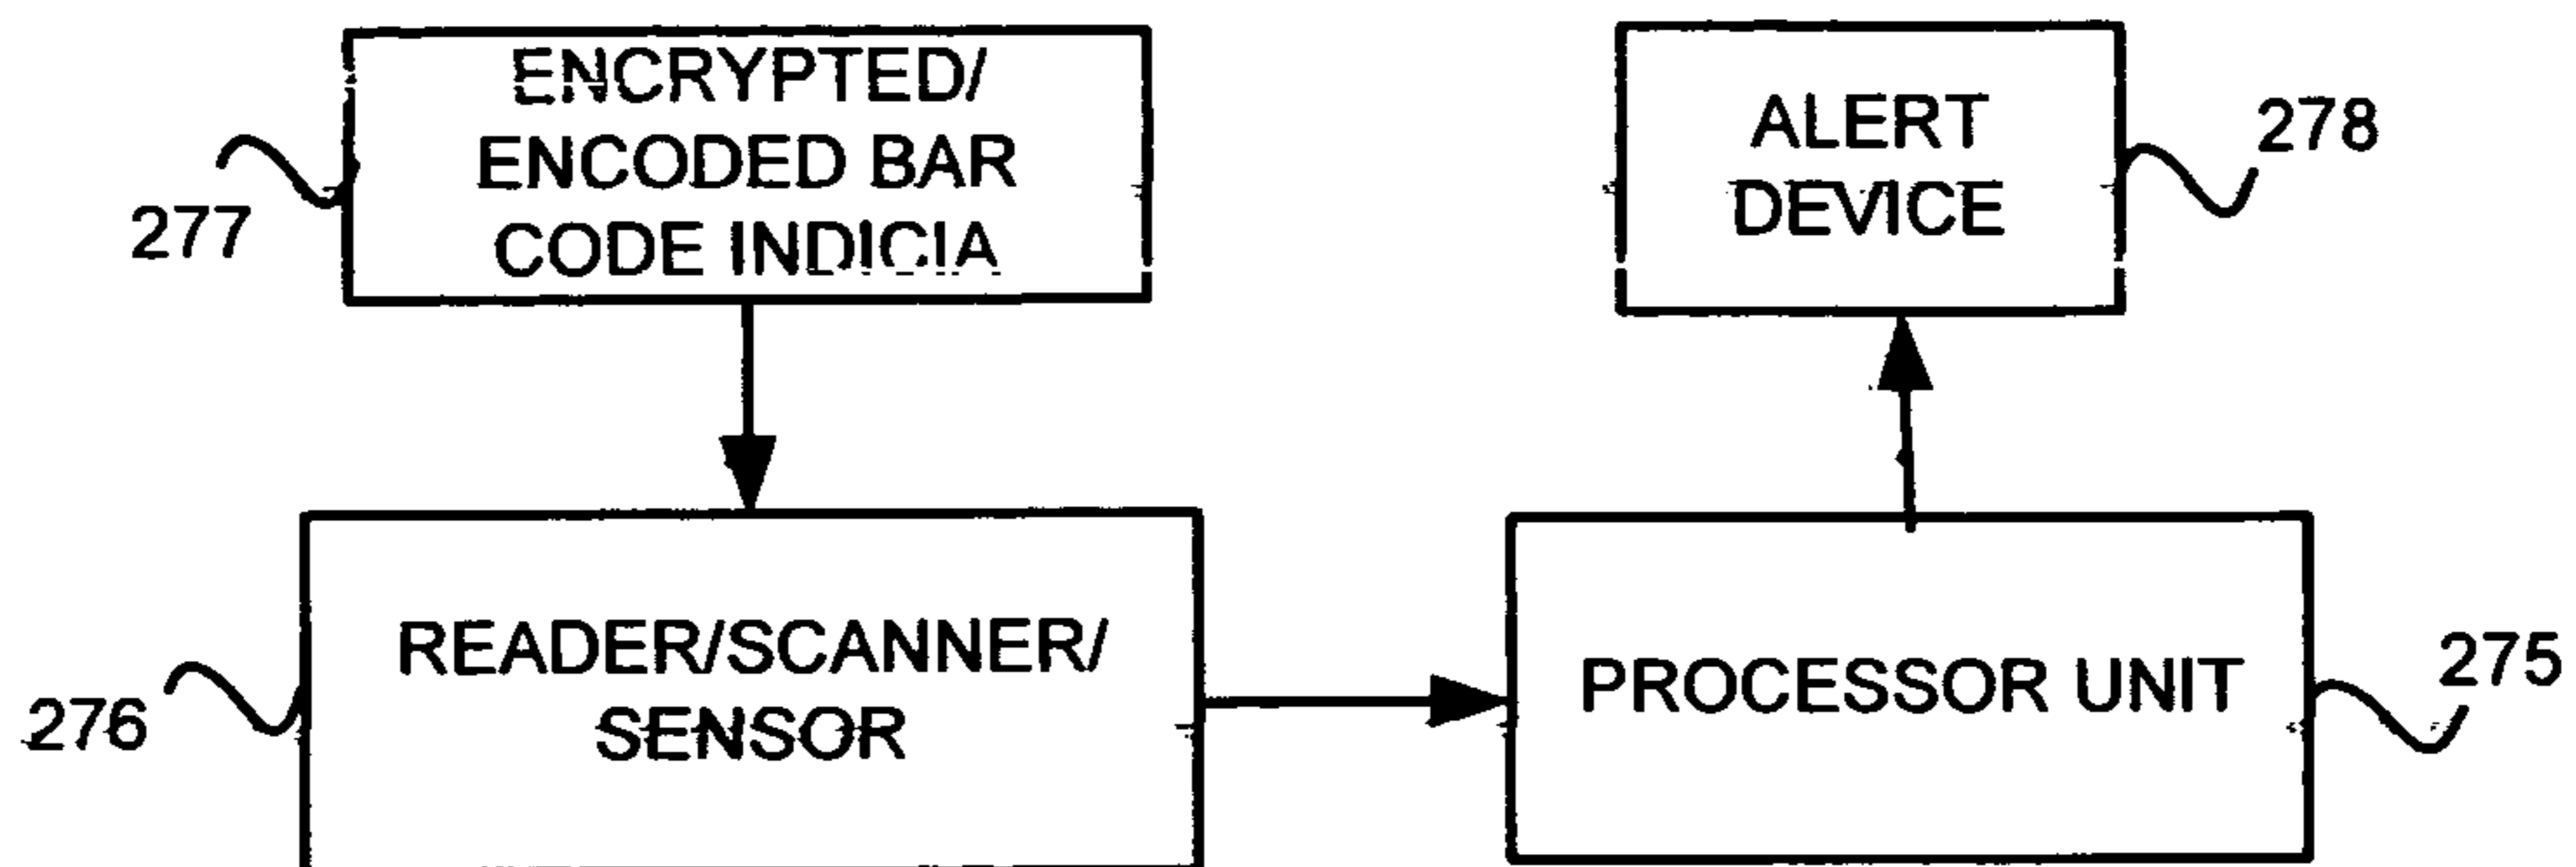 ENCRYPTED/
ENCODED BAR
CODE INDICIA
277
ALERT
DEVICE
278
READER/SCANNER/
SENSOR
276
PROCESSOR UNIT
275